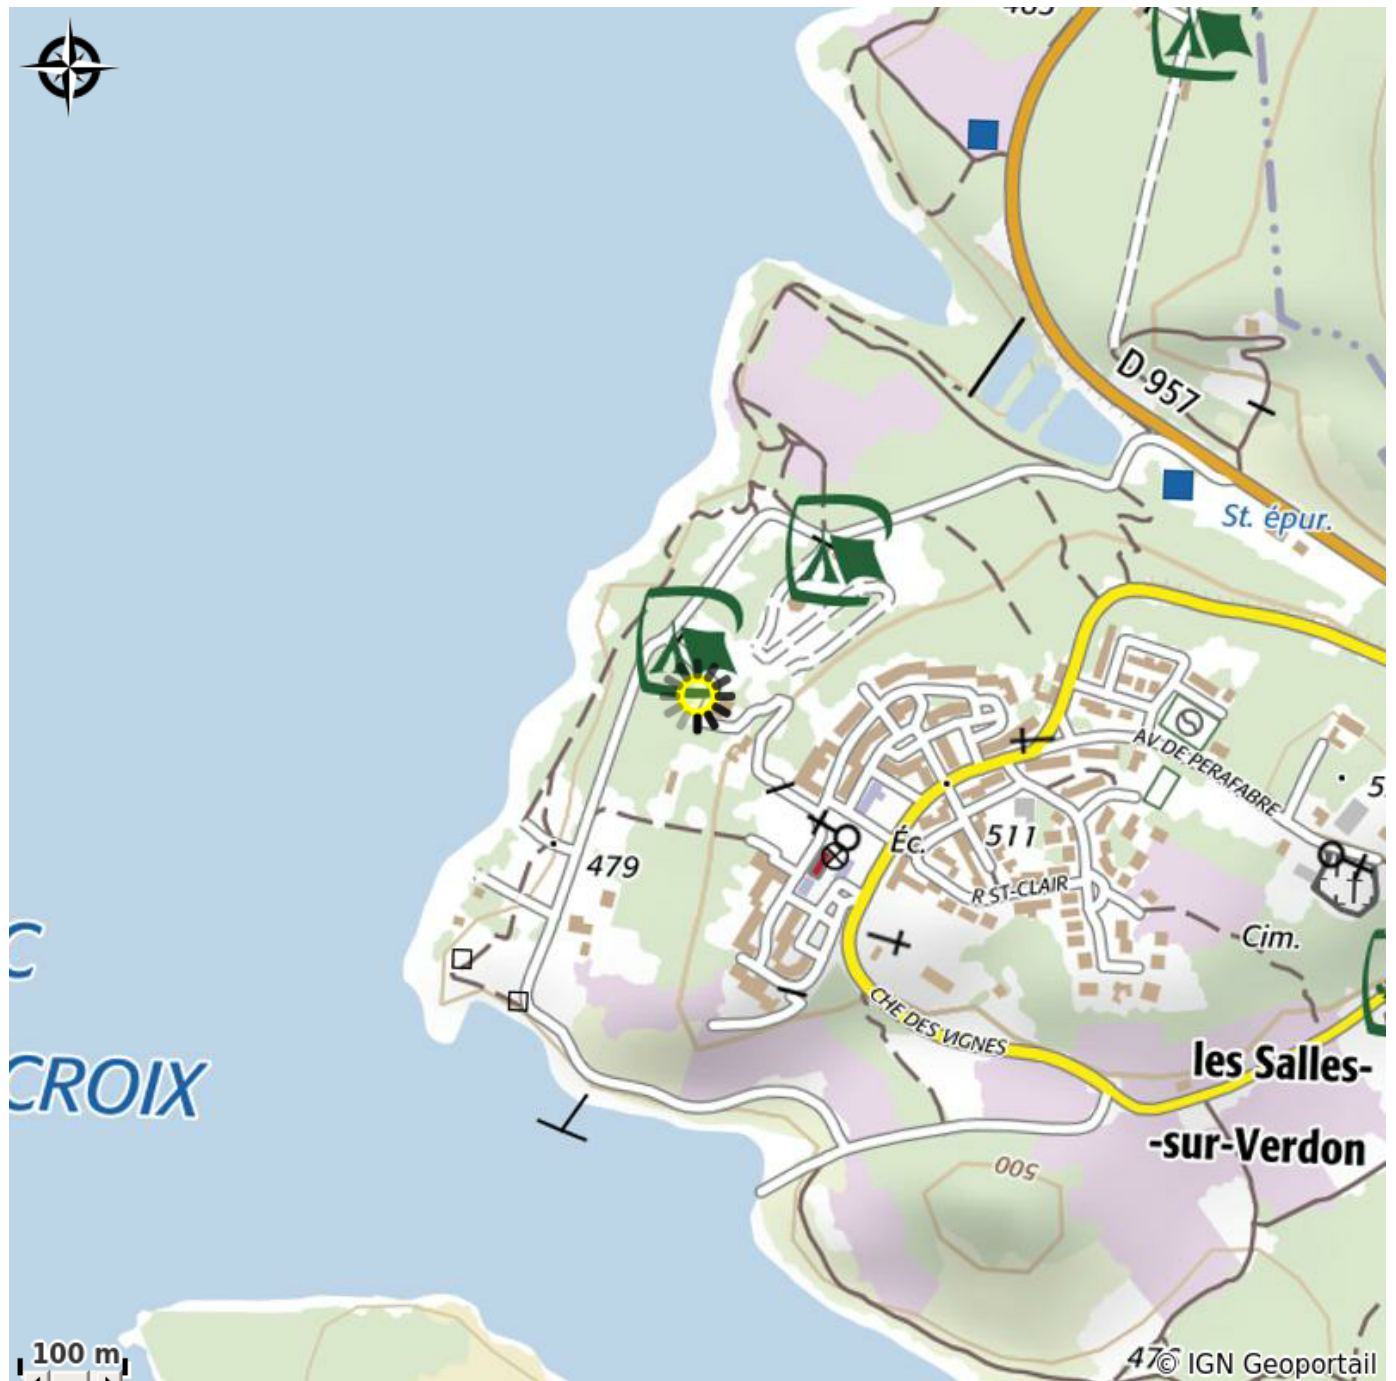 D 957
St. épur.
AV DE PERAFABRE
Éc.
511
479
R ST-CLAIR
Cim.
C
CROIX
CHE DES VIGNES
les Salles-
-sur-Verdon
500
100 m
© IGN Geoportail